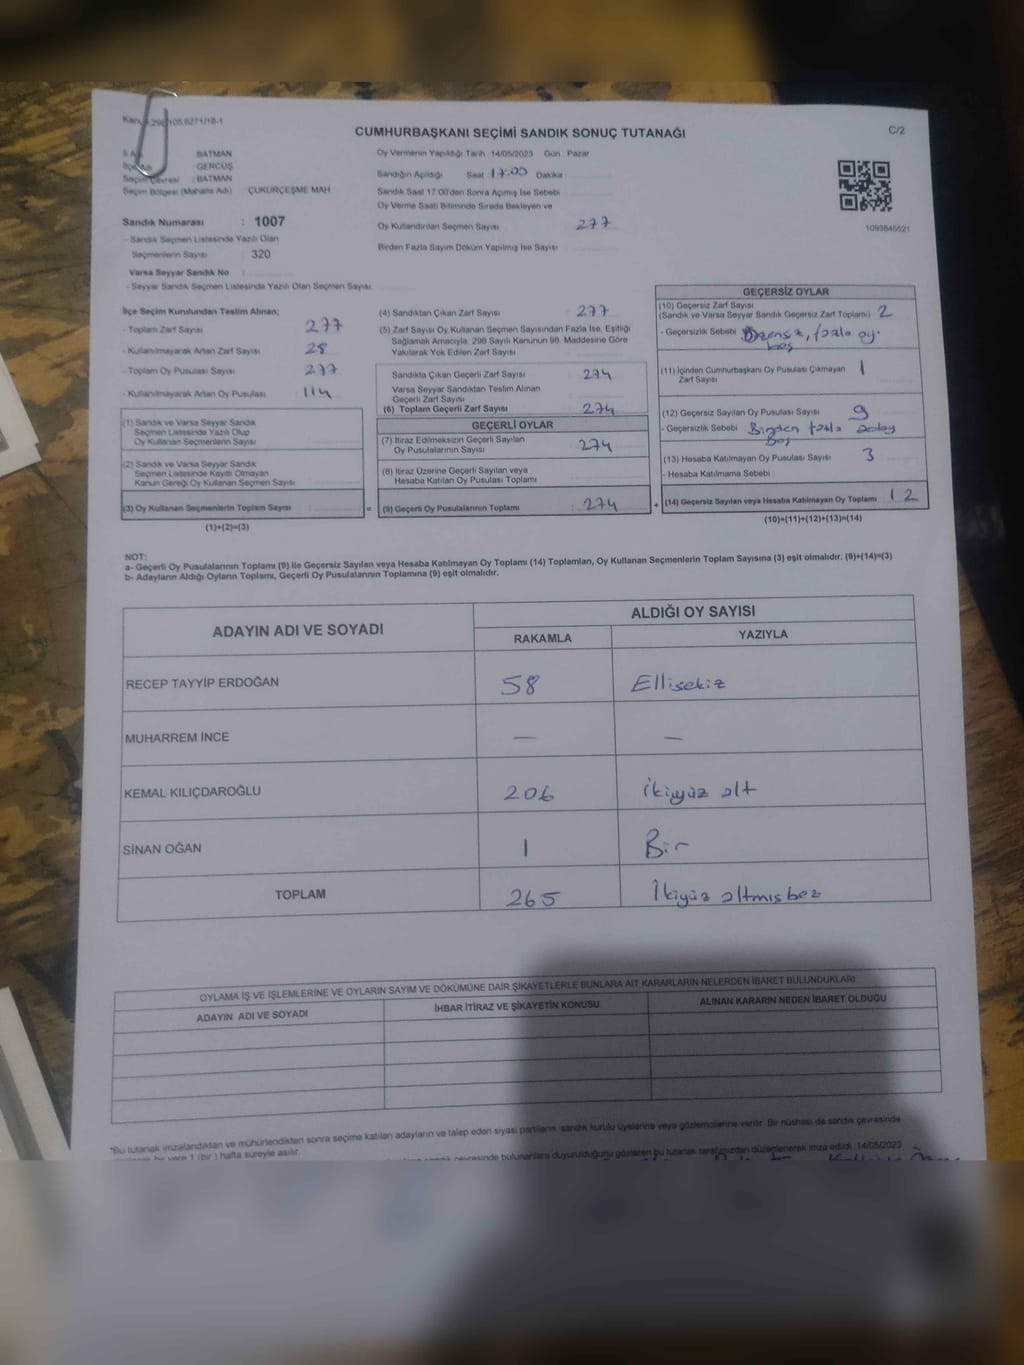 CUMHURBAŞKANI SEÇİMİ SANDIK SONUÇ TUTANAĞI
C/2
BATMAN
GERCÜŞ
Seçim Çevresi : BATMAN
Seçim Bölgesi (Mahalle Adı) ÇUKURÇEŞME MAH
Sandık Numarası : 1007
- Sandık Seçmen Listesinde Yazılı Olan
Seçmenlerin Sayısı : 320
Varsa Seyyar Sandık No :
- Seyyar Sandık Seçmen Listesinde Yazılı Olan Seçmen Sayısı
Oy Vermenin Yapıldığı Tarih : 14/05/2023 Gün : Pazar
Sandığın Açıldığı Saat 17.00 Dakika
Sandık Saat 17:00'den Sonra Açılmış İse Sebebi
Oy Verme Saati Bitiminde Sırada Bekleyen ve
Oy Kullandırılan Seçmen Sayısı 277
Birden Fazla Sayım Döküm Yapılmış İse Sayısı
1093845521
İlçe Seçim Kurulundan Teslim Alınan;
- Toplam Zarf Sayısı 277
- Kullanılmayarak Artan Zarf Sayısı 28
- Toplam Oy Pusulası Sayısı 277
- Kullanılmayarak Artan Oy Pusulası 114
(1) Sandık ve Varsa Seyyar Sandık
Seçmen Listesinde Yazılı Olup
Oy Kullanan Seçmenlerin Sayısı
(2) Sandık ve Varsa Seyyar Sandık
Seçmen Listesinde Kayıtlı Olmayan
Kanun Gereği Oy Kullanan Seçmen Sayısı
(3) Oy Kullanan Seçmenlerin Toplam Sayısı =
(1)+(2)=(3)
(4) Sandıktan Çıkan Zarf Sayısı : 277
(5) Zarf Sayısı Oy Kullanan Seçmen Sayısından Fazla İse, Eşitliği
Sağlamak Amacıyla, 298 Sayılı Kanunun 98. Maddesine Göre
Yakılarak Yok Edilen Zarf Sayısı
Sandıkta Çıkan Geçerli Zarf Sayısı : 274
Varsa Seyyar Sandıktan Teslim Alınan
Geçerli Zarf Sayısı
(6) Toplam Geçerli Zarf Sayısı : 274
GEÇERLİ OYLAR
(7) İtiraz Edilmeksizin Geçerli Sayılan
Oy Pusulalarının Sayısı : 274
(8) İtiraz Üzerine Geçerli Sayılan veya
Hesaba Katılan Oy Pusulası Toplamı
(9) Geçerli Oy Pusulalarının Toplamı : 274 +
GEÇERSİZ OYLAR
(10) Geçersiz Zarf Sayısı
(Sandık ve Varsa Seyyar Sandık Geçersiz Zarf Toplamı) 2
- Geçersizlik Sebebi fazla oy.
boş
(11) İçinden Cumhurbaşkanı Oy Pusulası Çıkmayan
Zarf Sayısı 1
(12) Geçersiz Sayılan Oy Pusulası Sayısı : 9
- Geçersizlik Sebebi : Birden fazla aday
Boş
(13) Hesaba Katılmayan Oy Pusulası Sayısı : 3
- Hesaba Katılmama Sebebi
(14) Geçersiz Sayılan veya Hesaba Katılmayan Oy Toplamı 12
(10)+(11)+(12)+(13)=(14)
NOT:
a- Geçerli Oy Pusulalarının Toplamı (9) ile Geçersiz Sayılan veya Hesaba Katılmayan Oy Toplamı (14) Toplamları, Oy Kullanan Seçmenlerin Toplam Sayısına (3) eşit olmalıdır. (9)+(14)=(3)
b- Adayların Aldığı Oyların Toplamı, Geçerli Oy Pusulalarının Toplamına (9) eşit olmalıdır.
ADAYIN ADI VE SOYADI
ALDIĞI OY SAYISI
RAKAMLA YAZIYLA
RECEP TAYYİP ERDOĞAN 58 Ellisekiz
MUHARREM İNCE — —
KEMAL KILIÇDAROĞLU 206 ikiyüz alt
SİNAN OĞAN 1 Bir
TOPLAM 265 İkiyüz altmışbez
OYLAMA İŞ VE İŞLEMLERİNE VE OYLARIN SAYIM VE DÖKÜMÜNE DAİR ŞİKAYETLERLE BUNLARA AİT KARARLARIN NELERDEN İBARET BULUNDUKLARI
ADAYIN ADI VE SOYADI İHBAR İTİRAZ VE ŞİKAYETİN KONUSU ALINAN KARARIN NEDEN İBARET OLDUĞU
*Bu tutanak imzalandıktan ve mühürlendikten sonra seçime katılan adayların ve talep eden siyasi partilerin sandık kurulu üyelerine veya gözlemcilerine verilir. Bir nüshası da sandık çevresinde
bir yere 1 (bir) hafta süreyle asılır.
çevresinde bulunanlara duyurulduğunu gösteren bu tutanak tarafımızdan düzenlenerek imza edildi. 14/05/2023